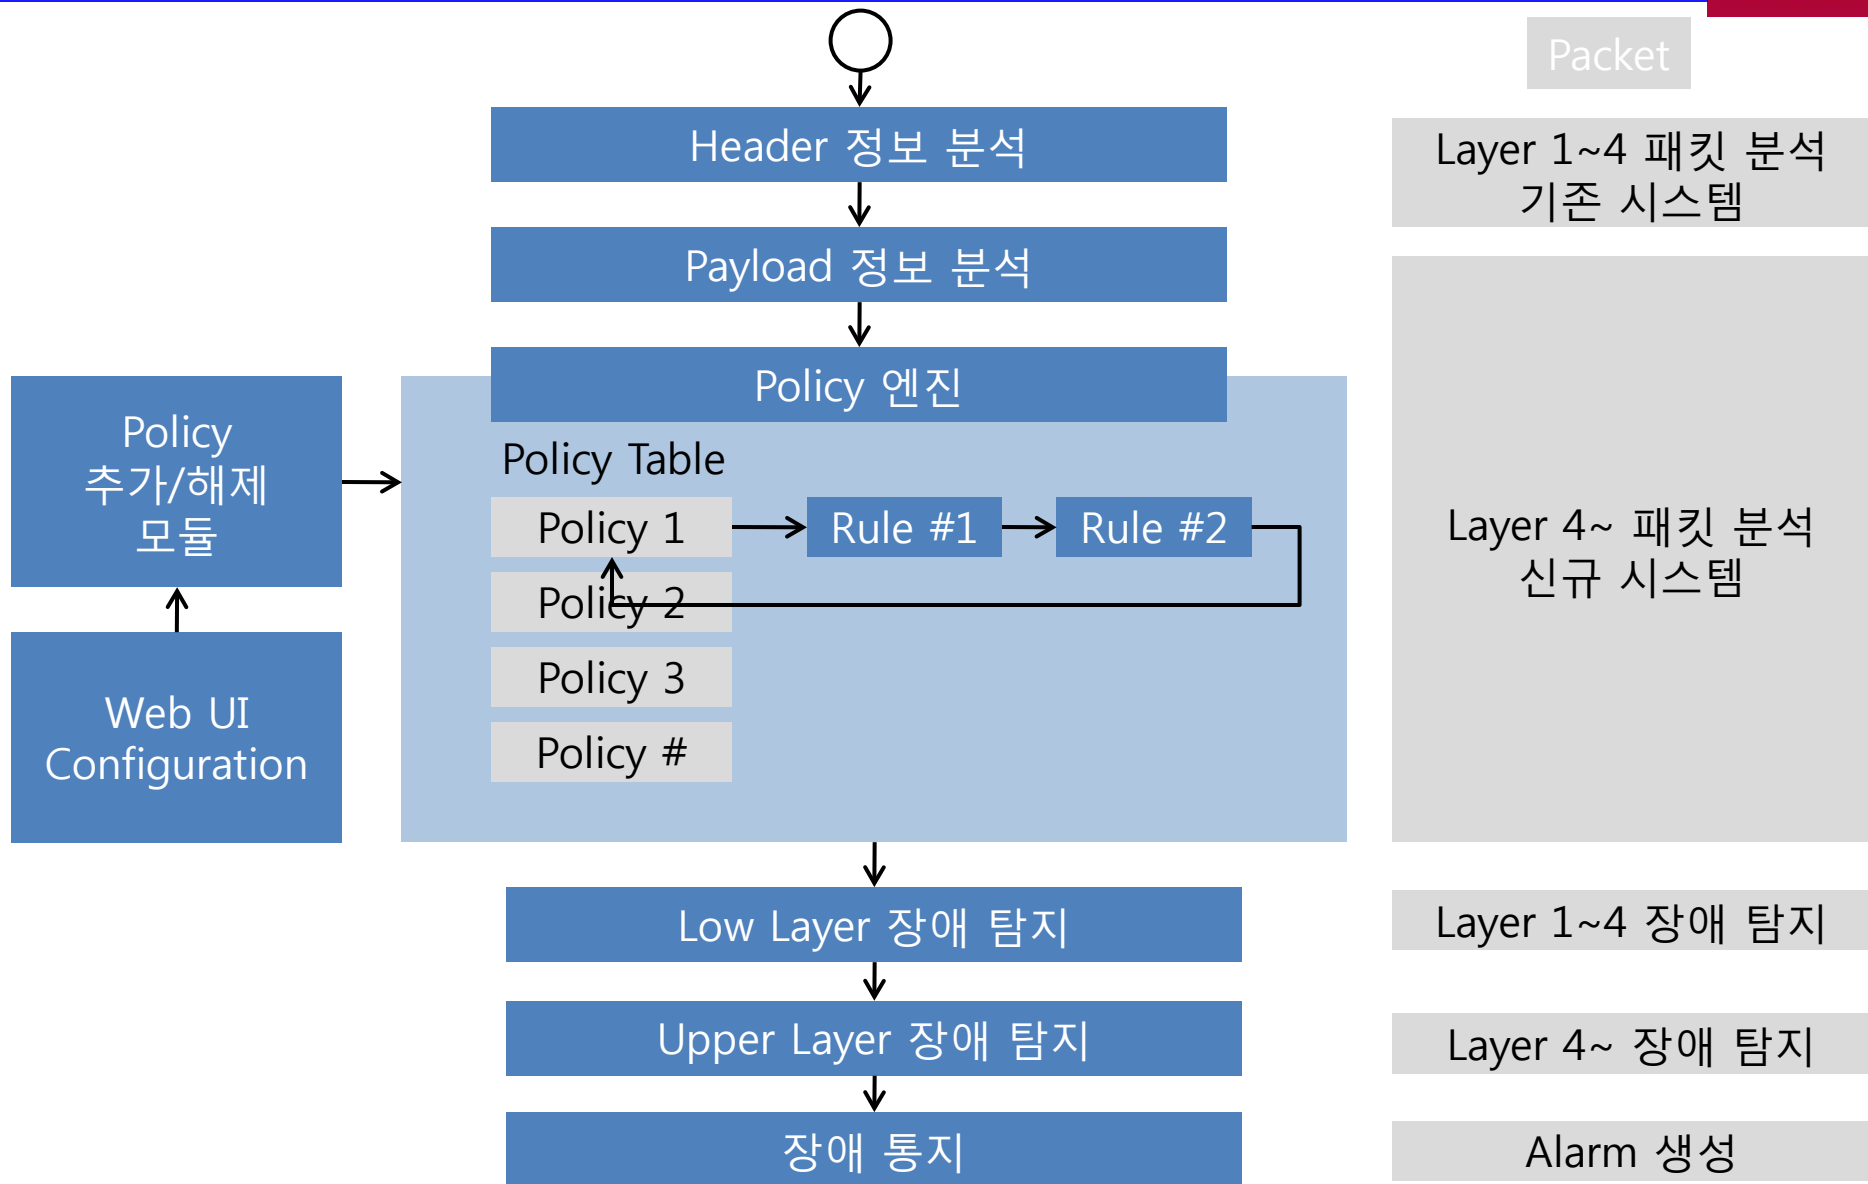 Packet
Header 정보 분석
Layer 1~4 패킷 분석
기존 시스템
Payload 정보 분석
Policy 엔진
Policy
추가/해제
모듈
Policy Table
Policy 1
Rule #1
Rule #2
Policy 2
Policy 3
Policy #
Layer 4~ 패킷 분석
신규 시스템
Web UI
Configuration
Low Layer 장애 탐지
Layer 1~4 장애 탐지
Upper Layer 장애 탐지
Layer 4~ 장애 탐지
장애 통지
Alarm 생성